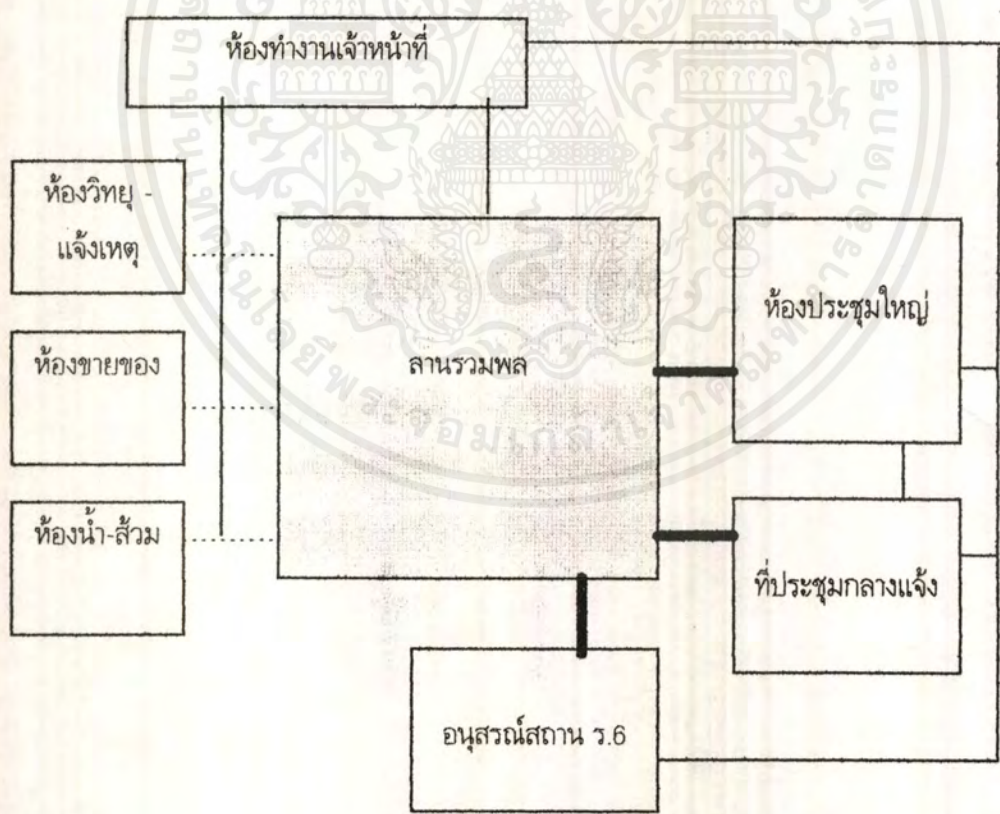 ห้องทำงานเจ้าหน้าที่
ห้องวิทยุ -
แจ้งเหตุ
ห้องขายของ
ห้องน้ำ-ส้วม
ลานรวมพล
ห้องประชุมใหญ่
ที่ประชุมกลางแจ้ง
อนุสรณ์สถาน ร.6